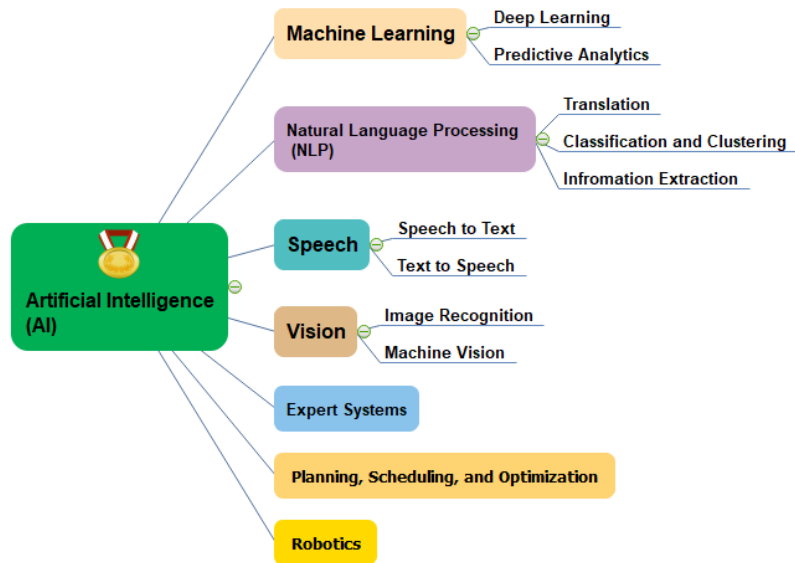 Machine Learning
Deep Learning
Predictive Analytics
Natural Language Processing
(NLP)
Translation
Classification and Clustering
Infromation Extraction
Artificial Intelligence
(AI)
Speech
Speech to Text
Text to Speech
Vision
Image Recognition
Machine Vision
Expert Systems
Planning, Scheduling, and Optimization
Robotics